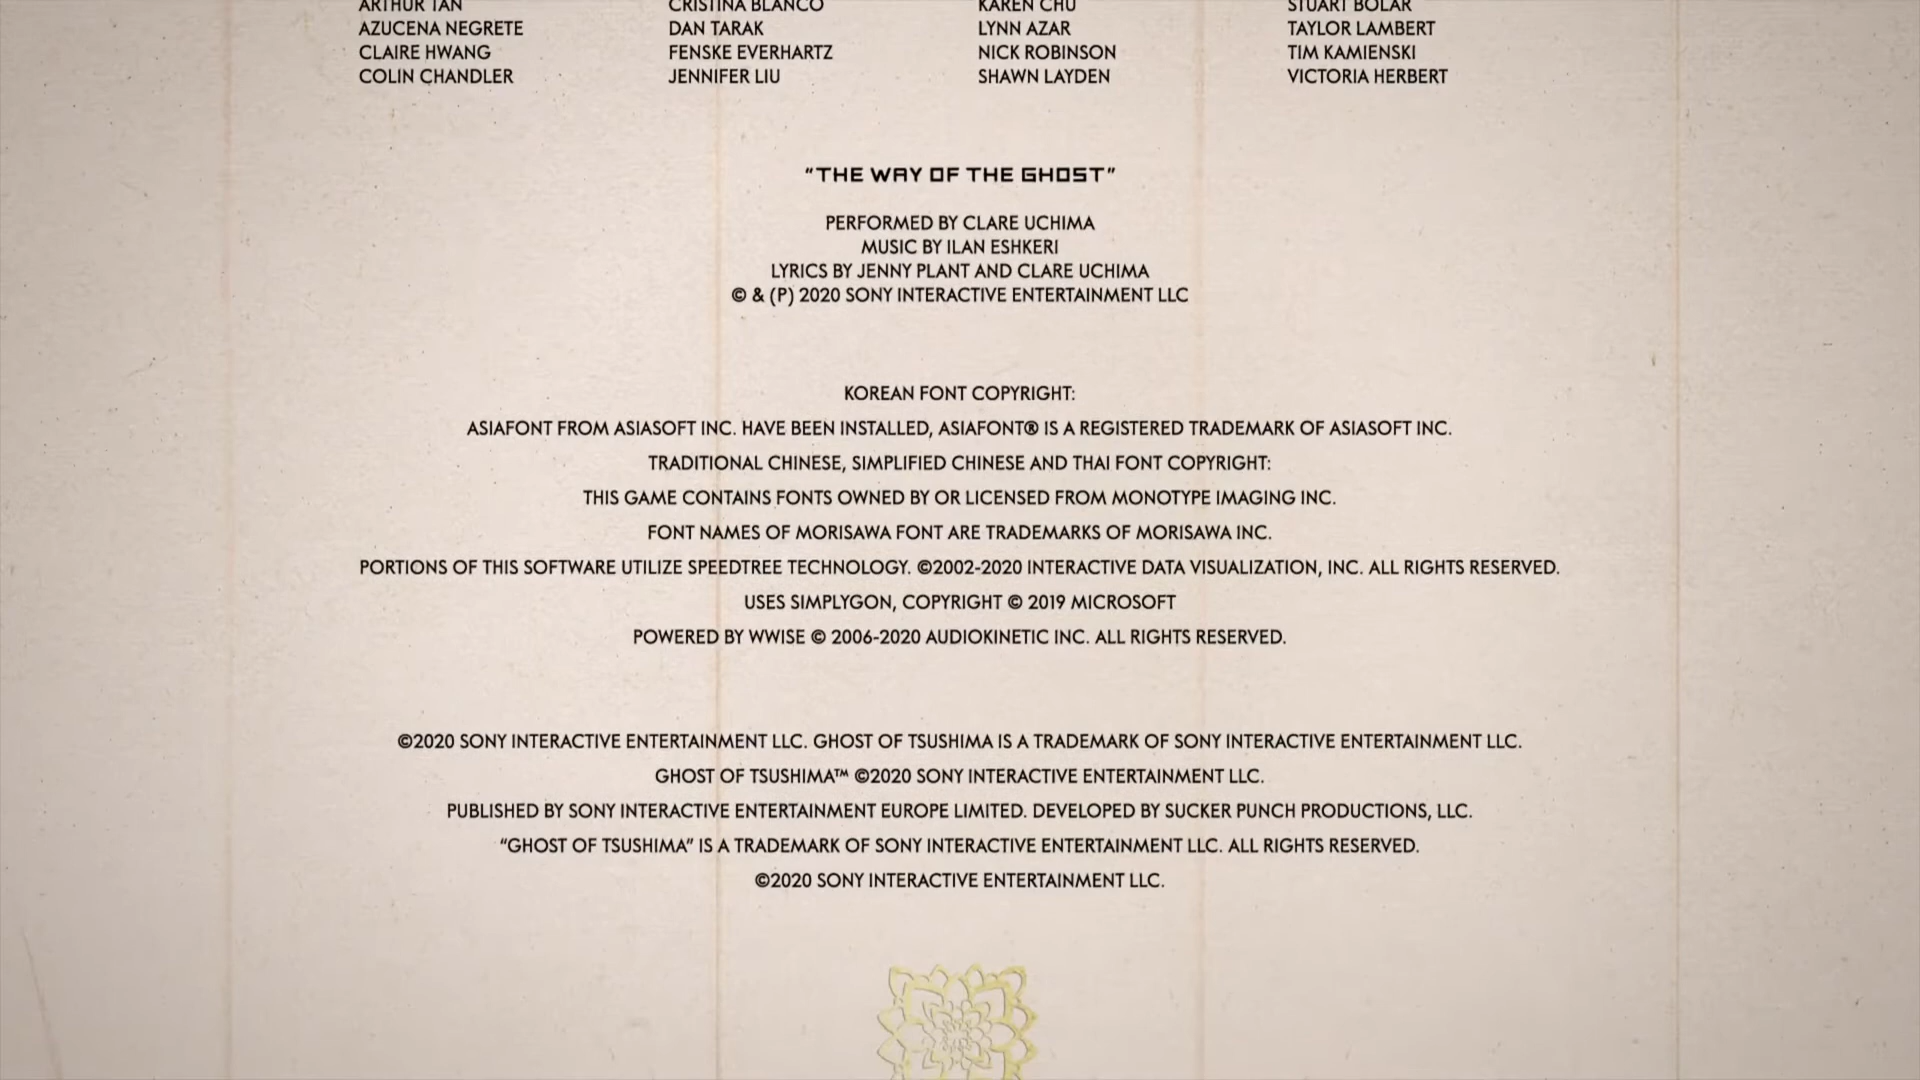 ARTHUR TAN CRISTINA BLANCO KAREN CHU STUART BOLAR
AZUCENA NEGRETE DAN TARAK LYNN AZAR TAYLOR LAMBERT
CLAIRE HWANG FENSKE EVERHARTZ NICK ROBINSON TIM KAMIENSKI
COLIN CHANDLER JENNIFER LIU SHAWN LAYDEN VICTORIA HERBERT
“THE WAY OF THE GHOST”
PERFORMED BY CLARE UCHIMA
MUSIC BY ILAN ESHKERI
LYRICS BY JENNY PLANT AND CLARE UCHIMA
© & (P) 2020 SONY INTERACTIVE ENTERTAINMENT LLC
KOREAN FONT COPYRIGHT:
ASIAFONT FROM ASIASOFT INC. HAVE BEEN INSTALLED, ASIAFONT® IS A REGISTERED TRADEMARK OF ASIASOFT INC.
TRADITIONAL CHINESE, SIMPLIFIED CHINESE AND THAI FONT COPYRIGHT:
THIS GAME CONTAINS FONTS OWNED BY OR LICENSED FROM MONOTYPE IMAGING INC.
FONT NAMES OF MORISAWA FONT ARE TRADEMARKS OF MORISAWA INC.
PORTIONS OF THIS SOFTWARE UTILIZE SPEEDTREE TECHNOLOGY. ©2002-2020 INTERACTIVE DATA VISUALIZATION, INC. ALL RIGHTS RESERVED.
USES SIMPLYGON, COPYRIGHT © 2019 MICROSOFT
POWERED BY WWISE © 2006-2020 AUDIOKINETIC INC. ALL RIGHTS RESERVED.
©2020 SONY INTERACTIVE ENTERTAINMENT LLC. GHOST OF TSUSHIMA IS A TRADEMARK OF SONY INTERACTIVE ENTERTAINMENT LLC.
GHOST OF TSUSHIMA™ ©2020 SONY INTERACTIVE ENTERTAINMENT LLC.
PUBLISHED BY SONY INTERACTIVE ENTERTAINMENT EUROPE LIMITED. DEVELOPED BY SUCKER PUNCH PRODUCTIONS, LLC.
“GHOST OF TSUSHIMA” IS A TRADEMARK OF SONY INTERACTIVE ENTERTAINMENT LLC. ALL RIGHTS RESERVED.
©2020 SONY INTERACTIVE ENTERTAINMENT LLC.